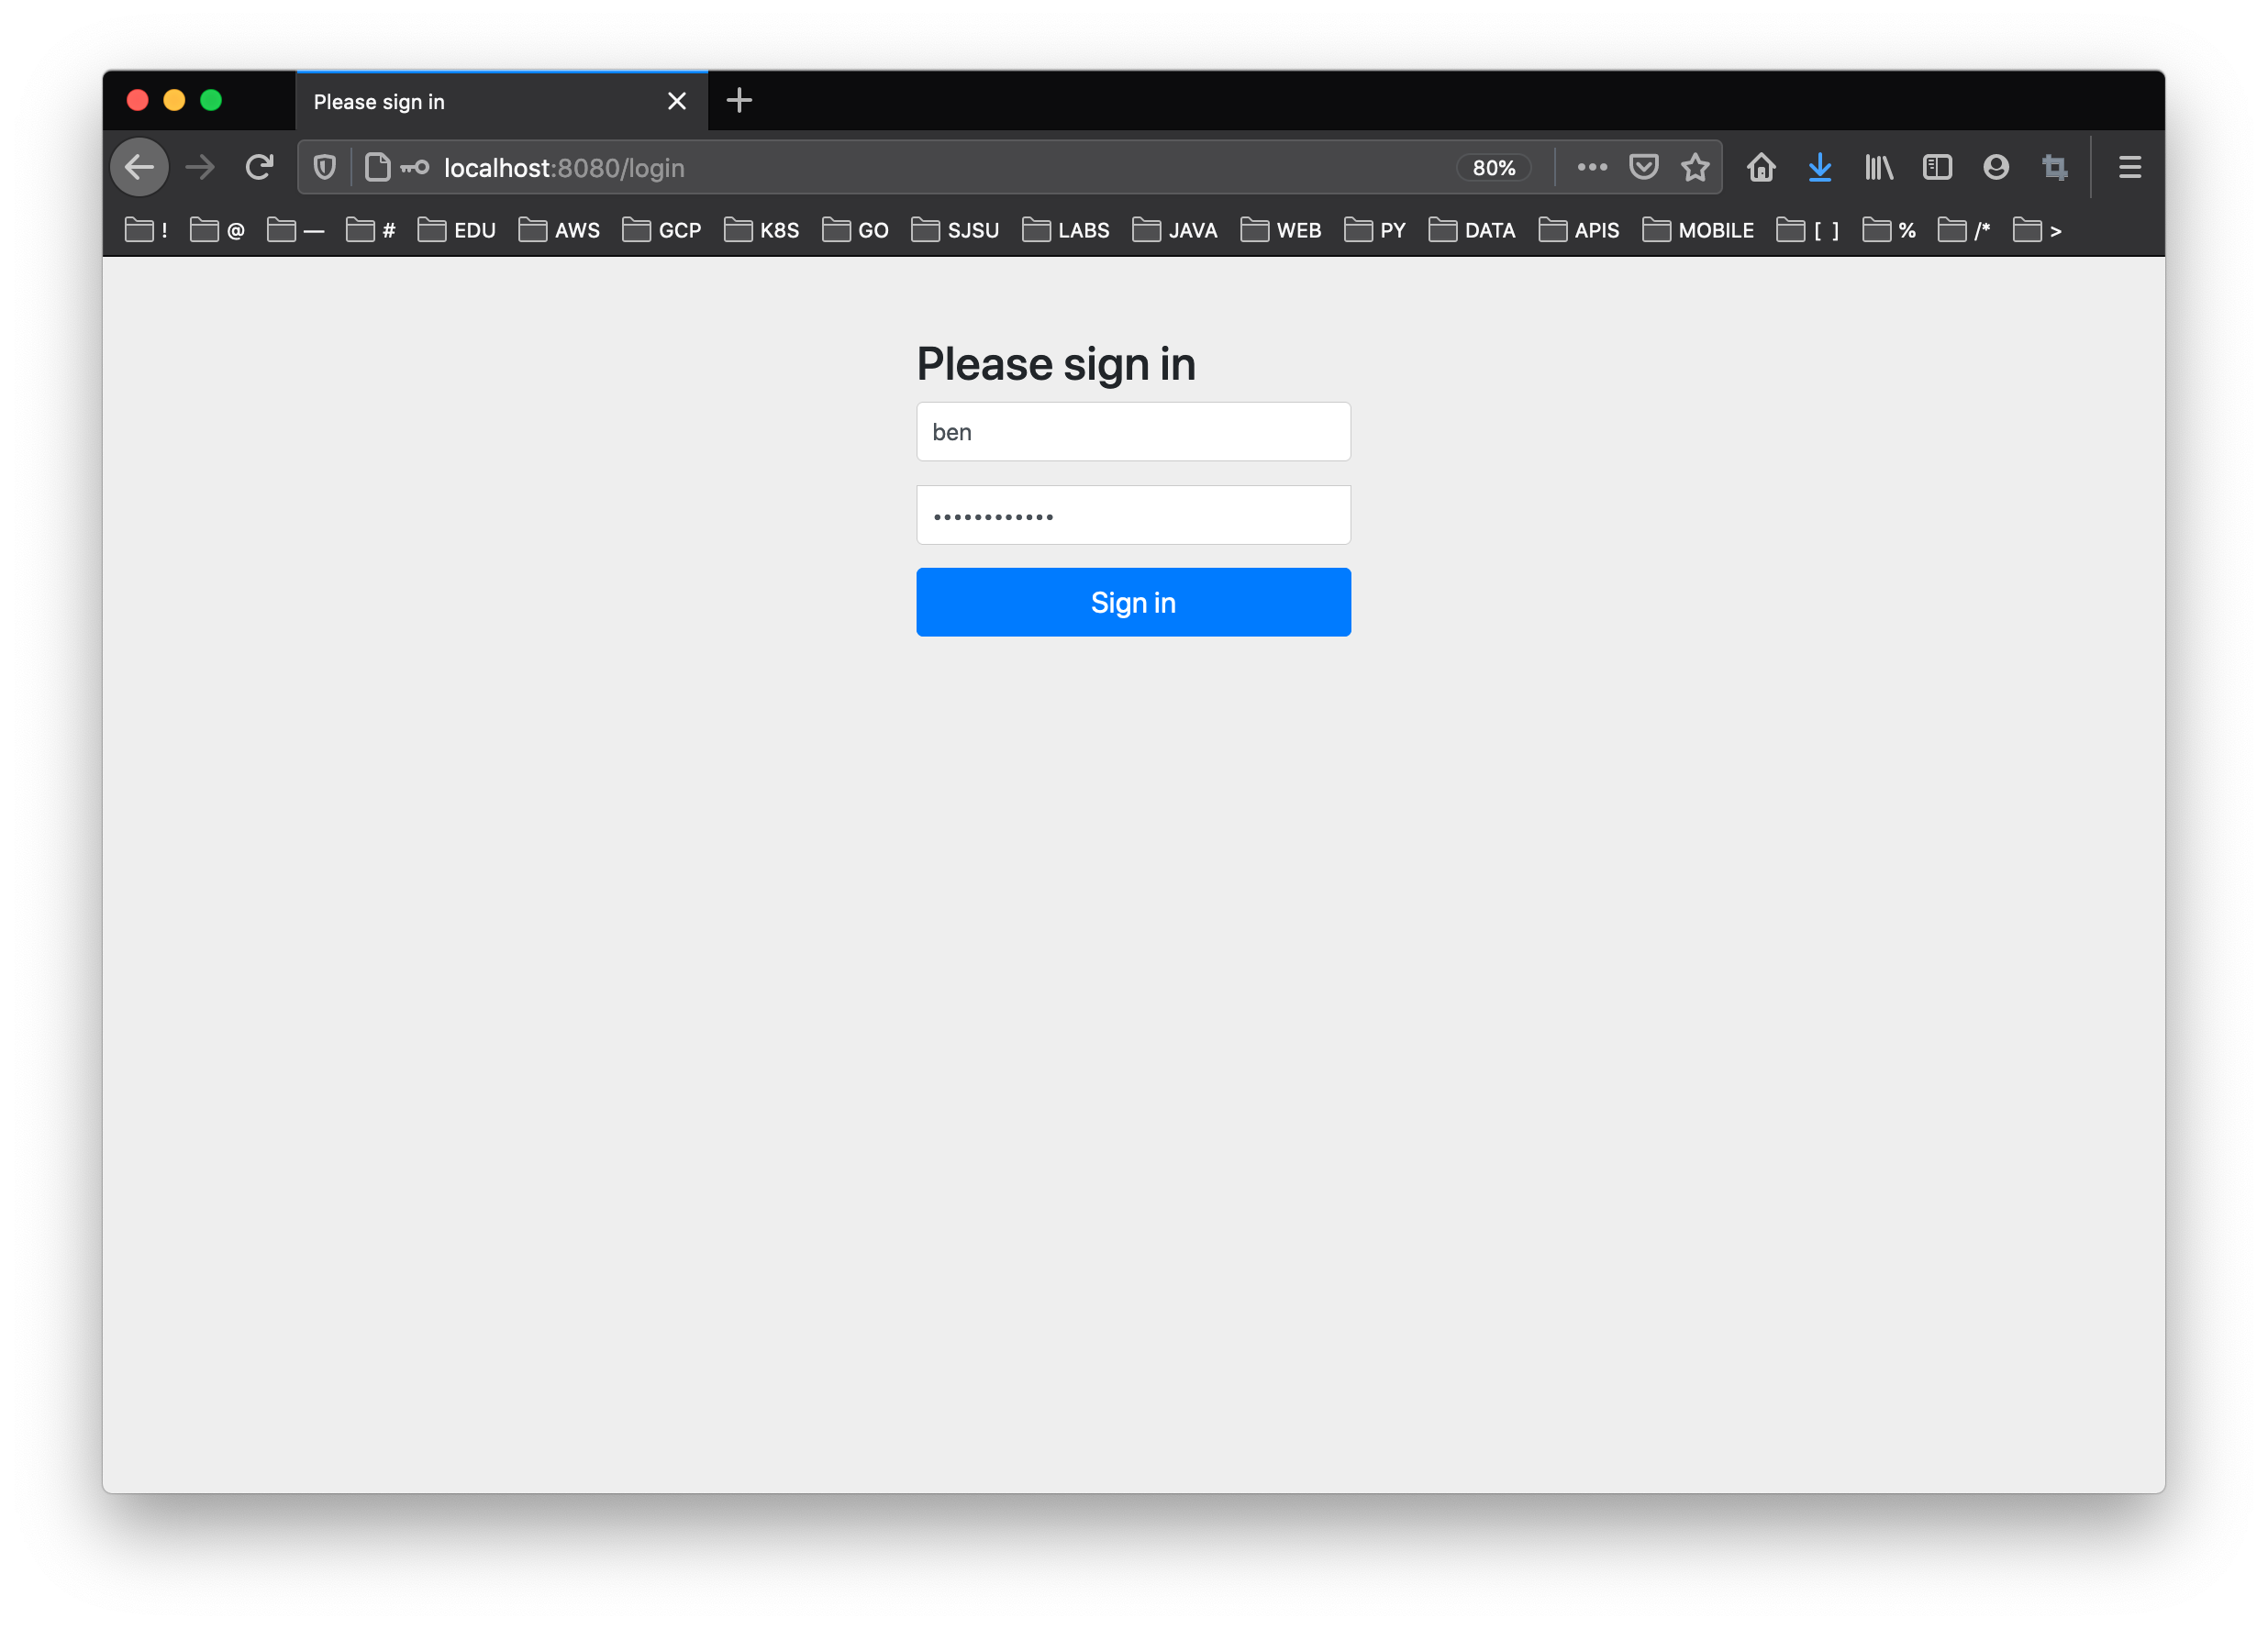 Please sign in
localhost:8080/login 80%
! @ — # EDU AWS GCP K8S GO SJSU LABS JAVA WEB PY DATA APIS MOBILE [ ] % /* >
Please sign in
ben
••••••••••••
Sign in